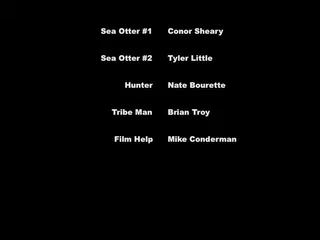 Sea Otter #1 Conor Sheary
Sea Otter #2 Tyler Little
Hunter Nate Bourette
Tribe Man Brian Troy
Film Help Mike Conderman